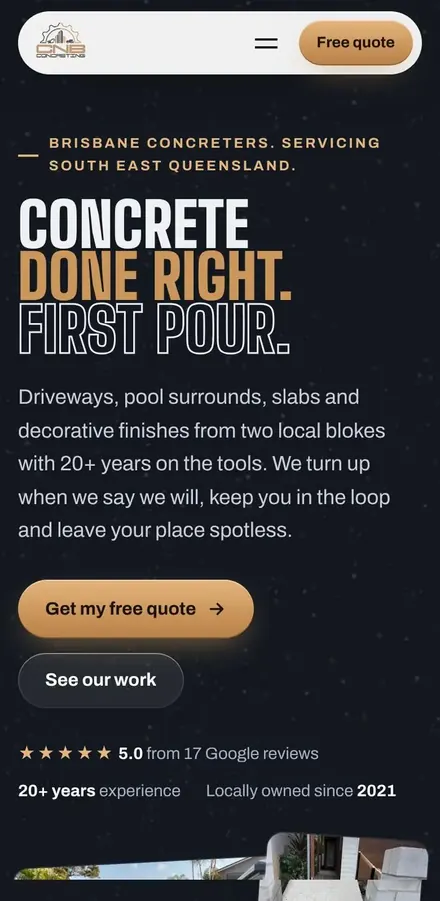 CNB
CONCRETING
Free quote
BRISBANE CONCRETERS. SERVICING
SOUTH EAST QUEENSLAND.
CONCRETE
DONE RIGHT.
FIRST POUR.
Driveways, pool surrounds, slabs and
decorative finishes from two local blokes
with 20+ years on the tools. We turn up
when we say we will, keep you in the loop
and leave your place spotless.
Get my free quote →
See our work
★★★★★ 5.0 from 17 Google reviews
20+ years experience Locally owned since 2021